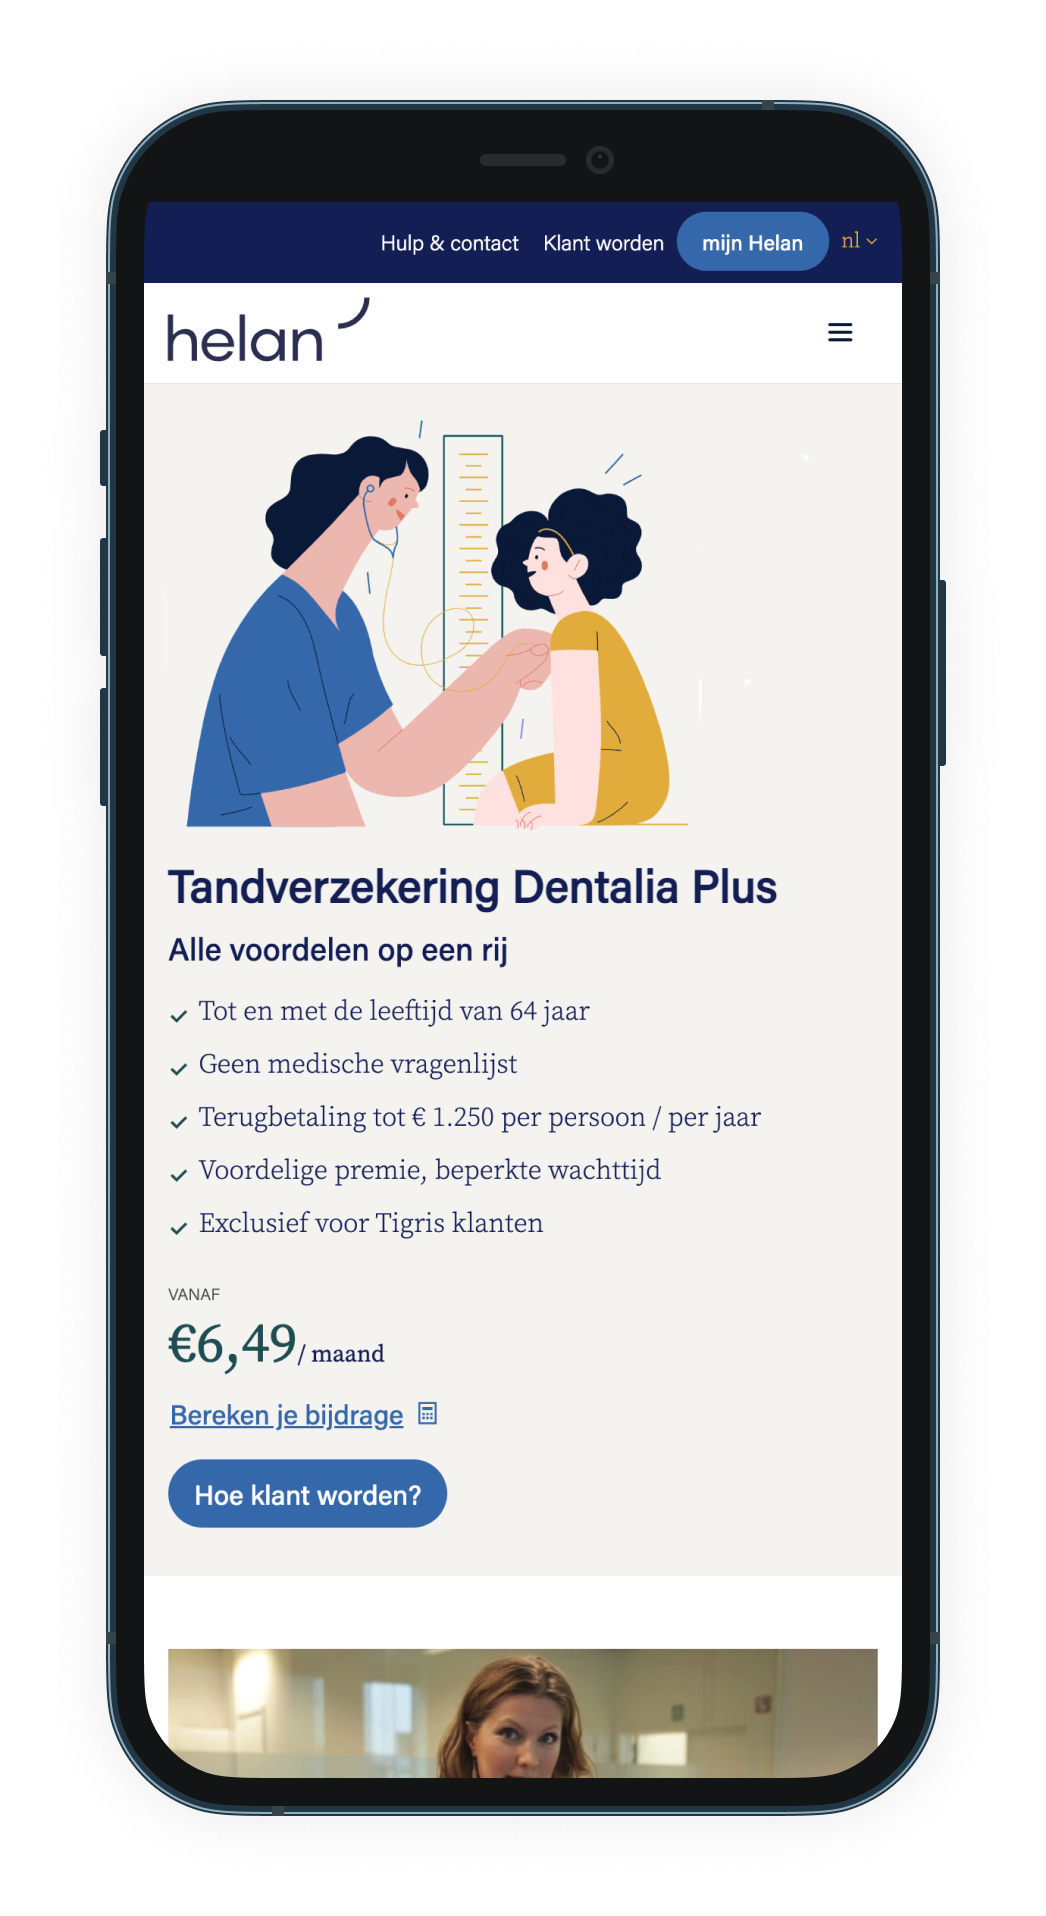 Hulp & contact Klant worden mijn Helan nl
helan
Tandverzekering Dentalia Plus
Alle voordelen op een rij
Tot en met de leeftijd van 64 jaar
Geen medische vragenlijst
Terugbetaling tot € 1.250 per persoon / per jaar
Voordelige premie, beperkte wachttijd
Exclusief voor Tigris klanten
VANAF
€6,49/ maand
Bereken je bijdrage
Hoe klant worden?